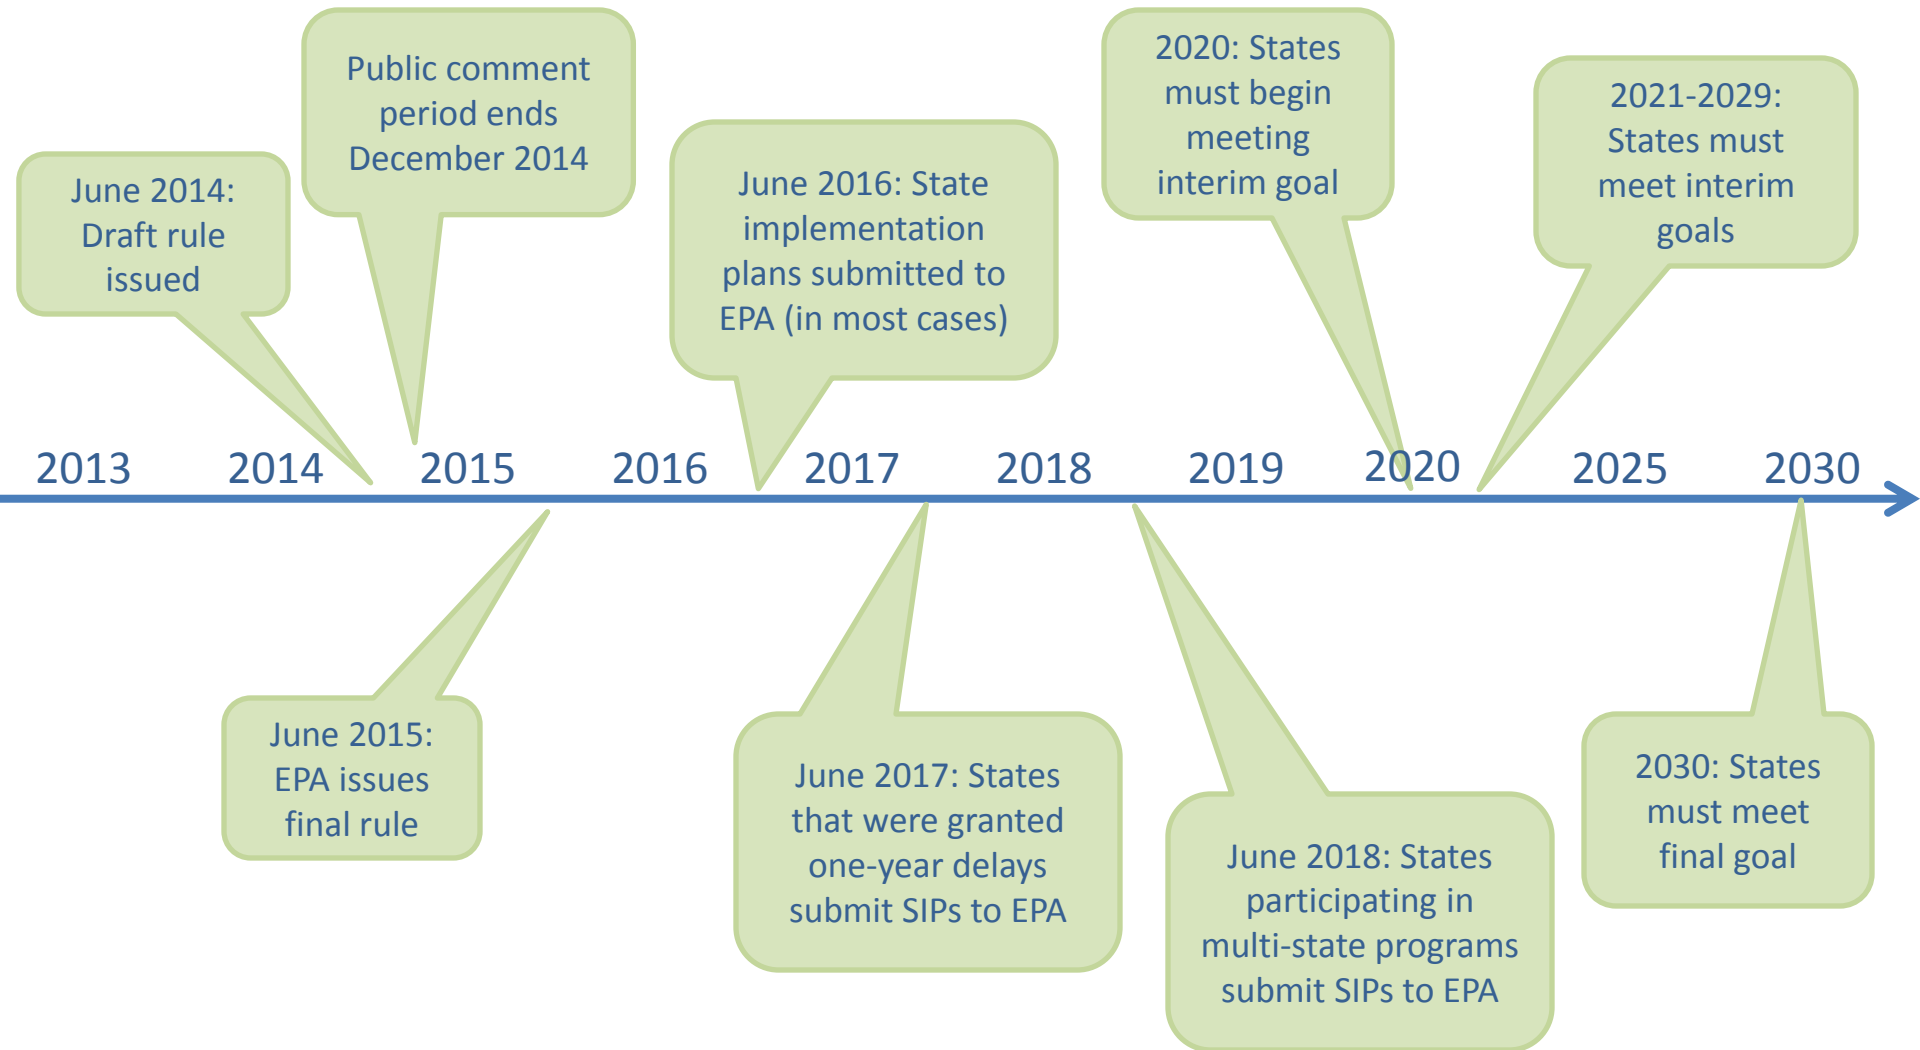 June 2014:
Draft rule
issued
Public comment
period ends
December 2014
June 2016: State
implementation
plans submitted to
EPA (in most cases)
2020: States
must begin
meeting
interim goal
2021-2029:
States must
meet interim
goals
2013 2014 2015 2016 2017 2018 2019 2020 2025 2030
June 2015:
EPA issues
final rule
June 2017: States
that were granted
one-year delays
submit SIPs to EPA
June 2018: States
participating in
multi-state programs
submit SIPs to EPA
2030: States
must meet
final goal